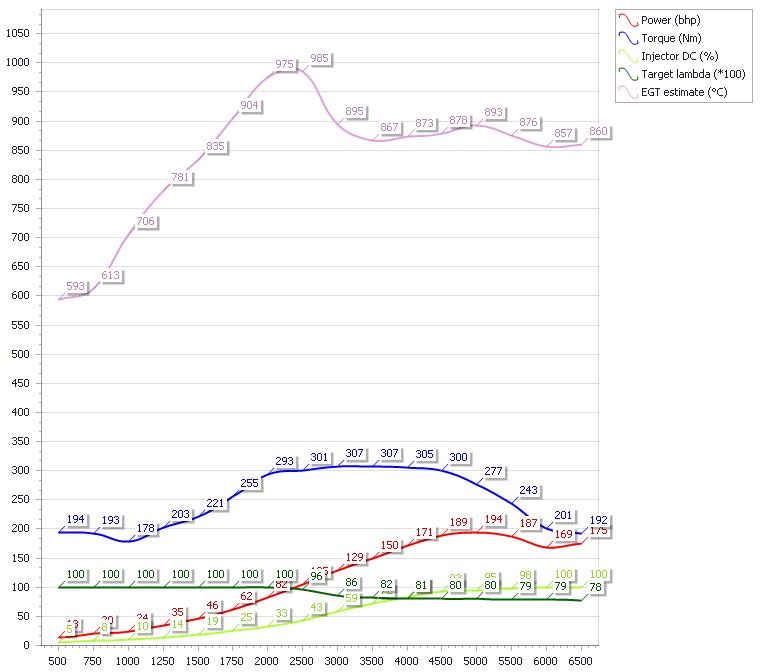 Power (bhp)
Torque (Nm)
Injector DC (%)
Target lambda (*100)
EGT estimate (°C)
1050
1000
950
900
850
800
750
700
650
600
550
500
450
400
350
300
250
200
150
100
50
0
593 613 706 781 835 904 975 985 895 867 873 878 893 876 857 860
194 193 178 203 221 255 293 301 307 307 305 300 277 243 201 192
35 46 62 82 129 150 171 189 194 187 169 175
100 100 100 100 100 100 100 96 86 82 81 80 80 79 79 78
5 8 10 14 19 25 33 43 59 98 100 100
500 750 1000 1250 1500 1750 2000 2500 3000 3500 4000 4500 5000 5500 6000 6500